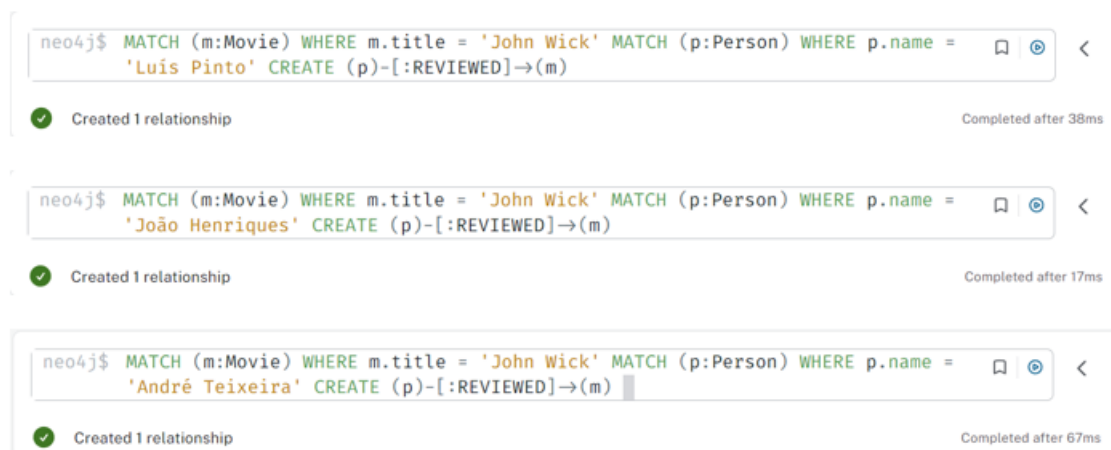 neo4j$ MATCH (m:Movie) WHERE m.title = 'John Wick' MATCH (p:Person) WHERE p.name =
'Luís Pinto' CREATE (p)-[:REVIEWED]→(m)
Created 1 relationship
Completed after 38ms
neo4j$ MATCH (m:Movie) WHERE m.title = 'John Wick' MATCH (p:Person) WHERE p.name =
'João Henriques' CREATE (p)-[:REVIEWED]→(m)
Created 1 relationship
Completed after 17ms
neo4j$ MATCH (m:Movie) WHERE m.title = 'John Wick' MATCH (p:Person) WHERE p.name =
'André Teixeira' CREATE (p)-[:REVIEWED]→(m)
Created 1 relationship
Completed after 67ms